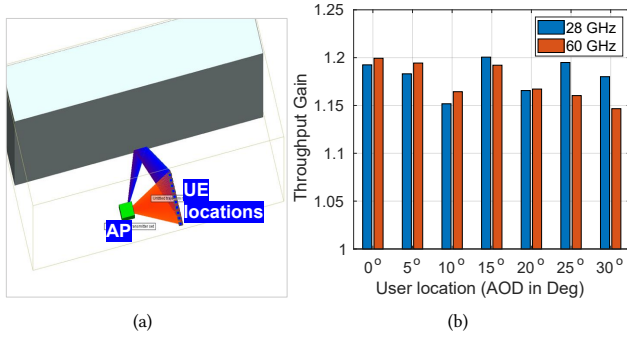 UE
locations
AP
(a)
1.25
1.2
1.15
1.1
1.05
1
Throughput Gain
28 GHz
60 GHz
0° 5° 10° 15° 20° 25° 30°
User location (AOD in Deg)
(b)